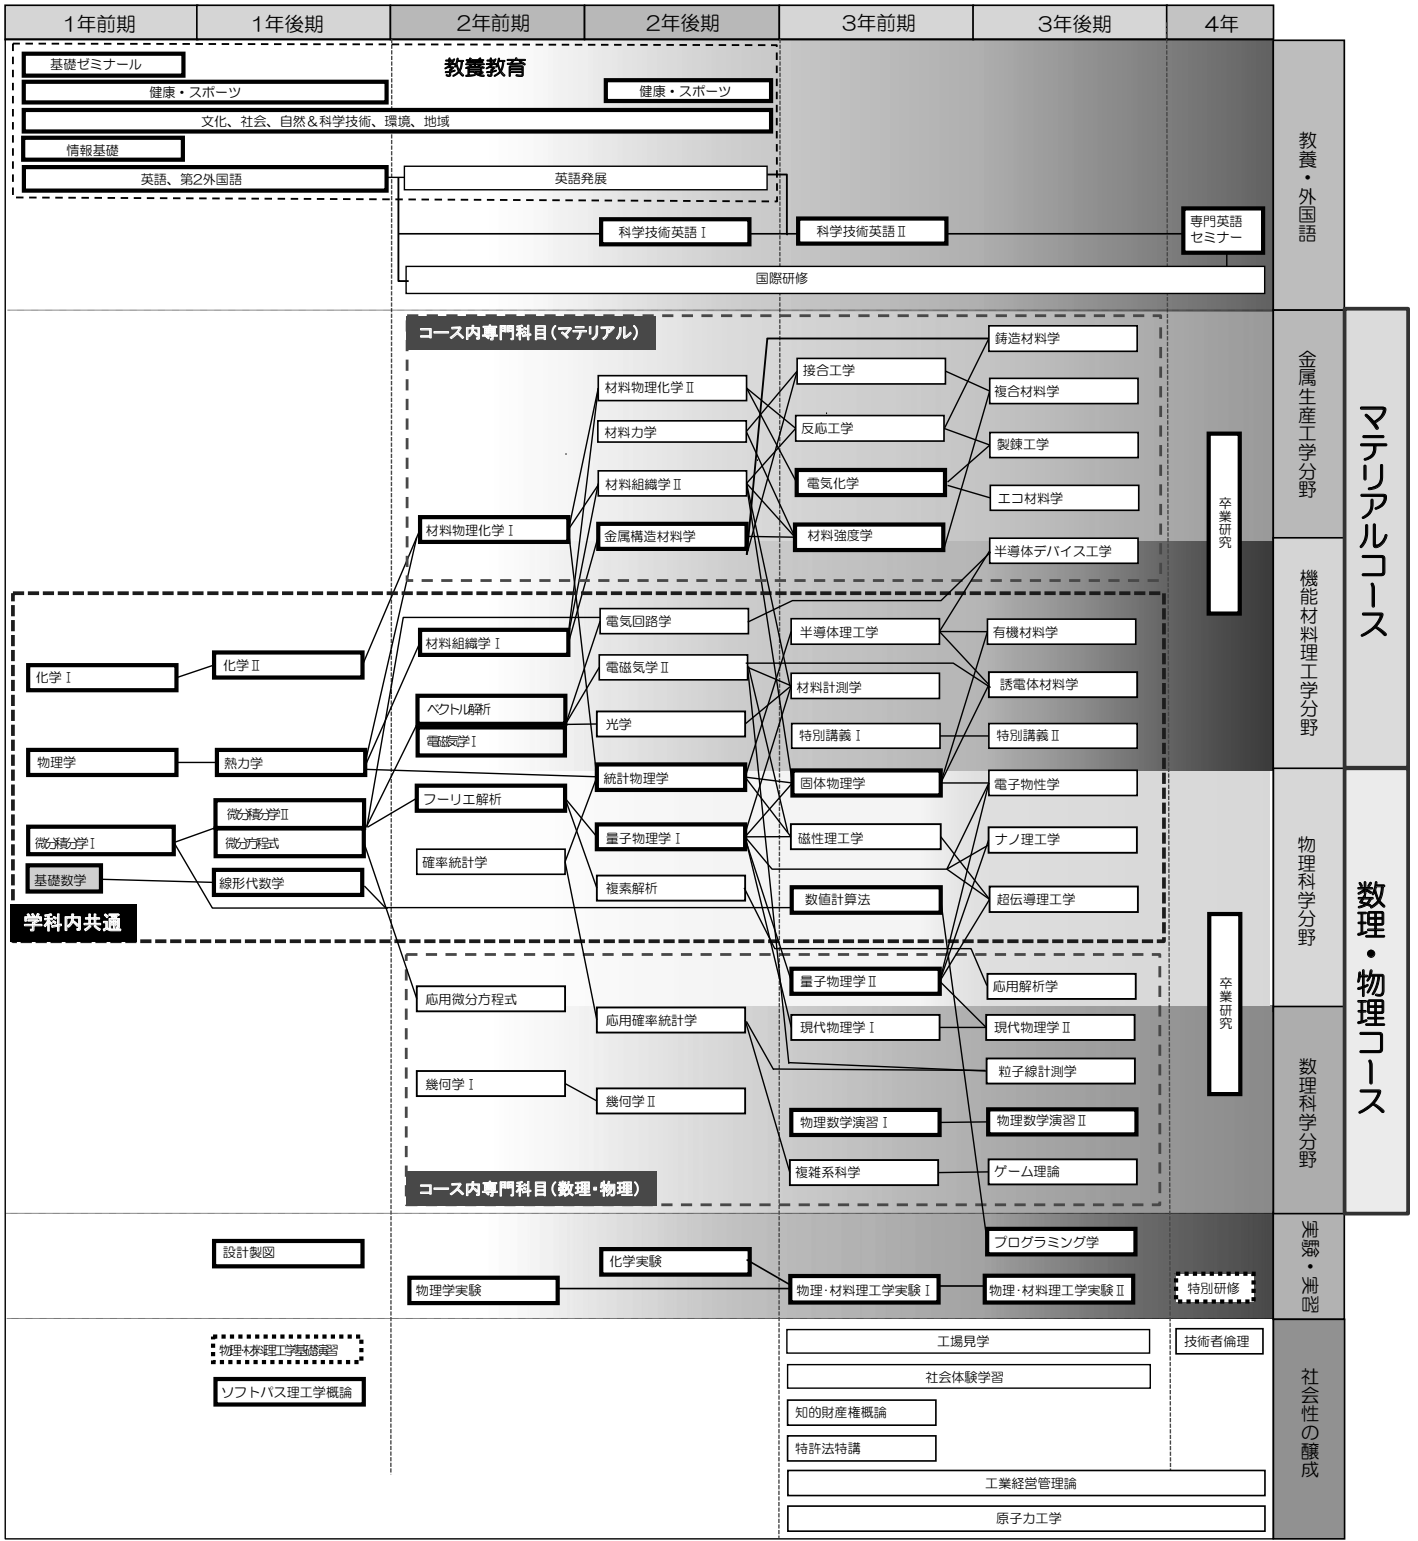 1年前期
1年後期
2年前期
2年後期
3年前期
3年後期
4年
教養教育
基礎ゼミナール
健康・スポーツ
健康・スポーツ
文化、社会、自然&科学技術、環境、地域
情報基礎
英語、第2外国語
英語発展
科学技術英語Ⅰ
科学技術英語Ⅱ
専門英語
セミナー
国際研修
教養・外国語
コース内専門科目(マテリアル)
材料物理化学Ⅰ
材料物理化学Ⅱ
材料力学
材料組織学Ⅱ
金属構造材料学
接合工学
反応工学
電気化学
材料強度学
鋳造材料学
複合材料学
製錬工学
エコ材料学
半導体デバイス工学
卒業研究
金属生産工学分野
機能材料理工学分野
マテリアルコース
化学Ⅰ
化学Ⅱ
物理学
熱力学
微分積分学Ⅰ
微分積分学Ⅱ
微分方程式
基礎数学
線形代数学
学科内共通
材料組織学Ⅰ
ベクトル解析
電磁気学Ⅰ
フーリエ解析
確率統計学
電気回路学
電磁気学Ⅱ
光学
統計物理学
量子物理学Ⅰ
複素解析
半導体理工学
材料計測学
特別講義Ⅰ
固体物理学
磁性理工学
数値計算法
有機材料学
誘電体材料学
特別講義Ⅱ
電子物性学
ナノ理工学
超伝導理工学
応用微分方程式
幾何学Ⅰ
応用確率統計学
幾何学Ⅱ
量子物理学Ⅱ
現代物理学Ⅰ
物理数学演習Ⅰ
複雑系科学
応用解析学
現代物理学Ⅱ
粒子線計測学
物理数学演習Ⅱ
ゲーム理論
コース内専門科目(数理・物理)
卒業研究
物理科学分野
数理科学分野
数理・物理コース
設計製図
物理学実験
化学実験
物理・材料理工学実験Ⅰ
プログラミング学
物理・材料理工学実験Ⅱ
特別研修
実験・実習
物理・材料理工学基礎演習
ソフトパス理工学概論
工場見学
社会体験学習
知的財産権概論
特許法特講
工業経営管理論
原子力工学
技術者倫理
社会性の醸成